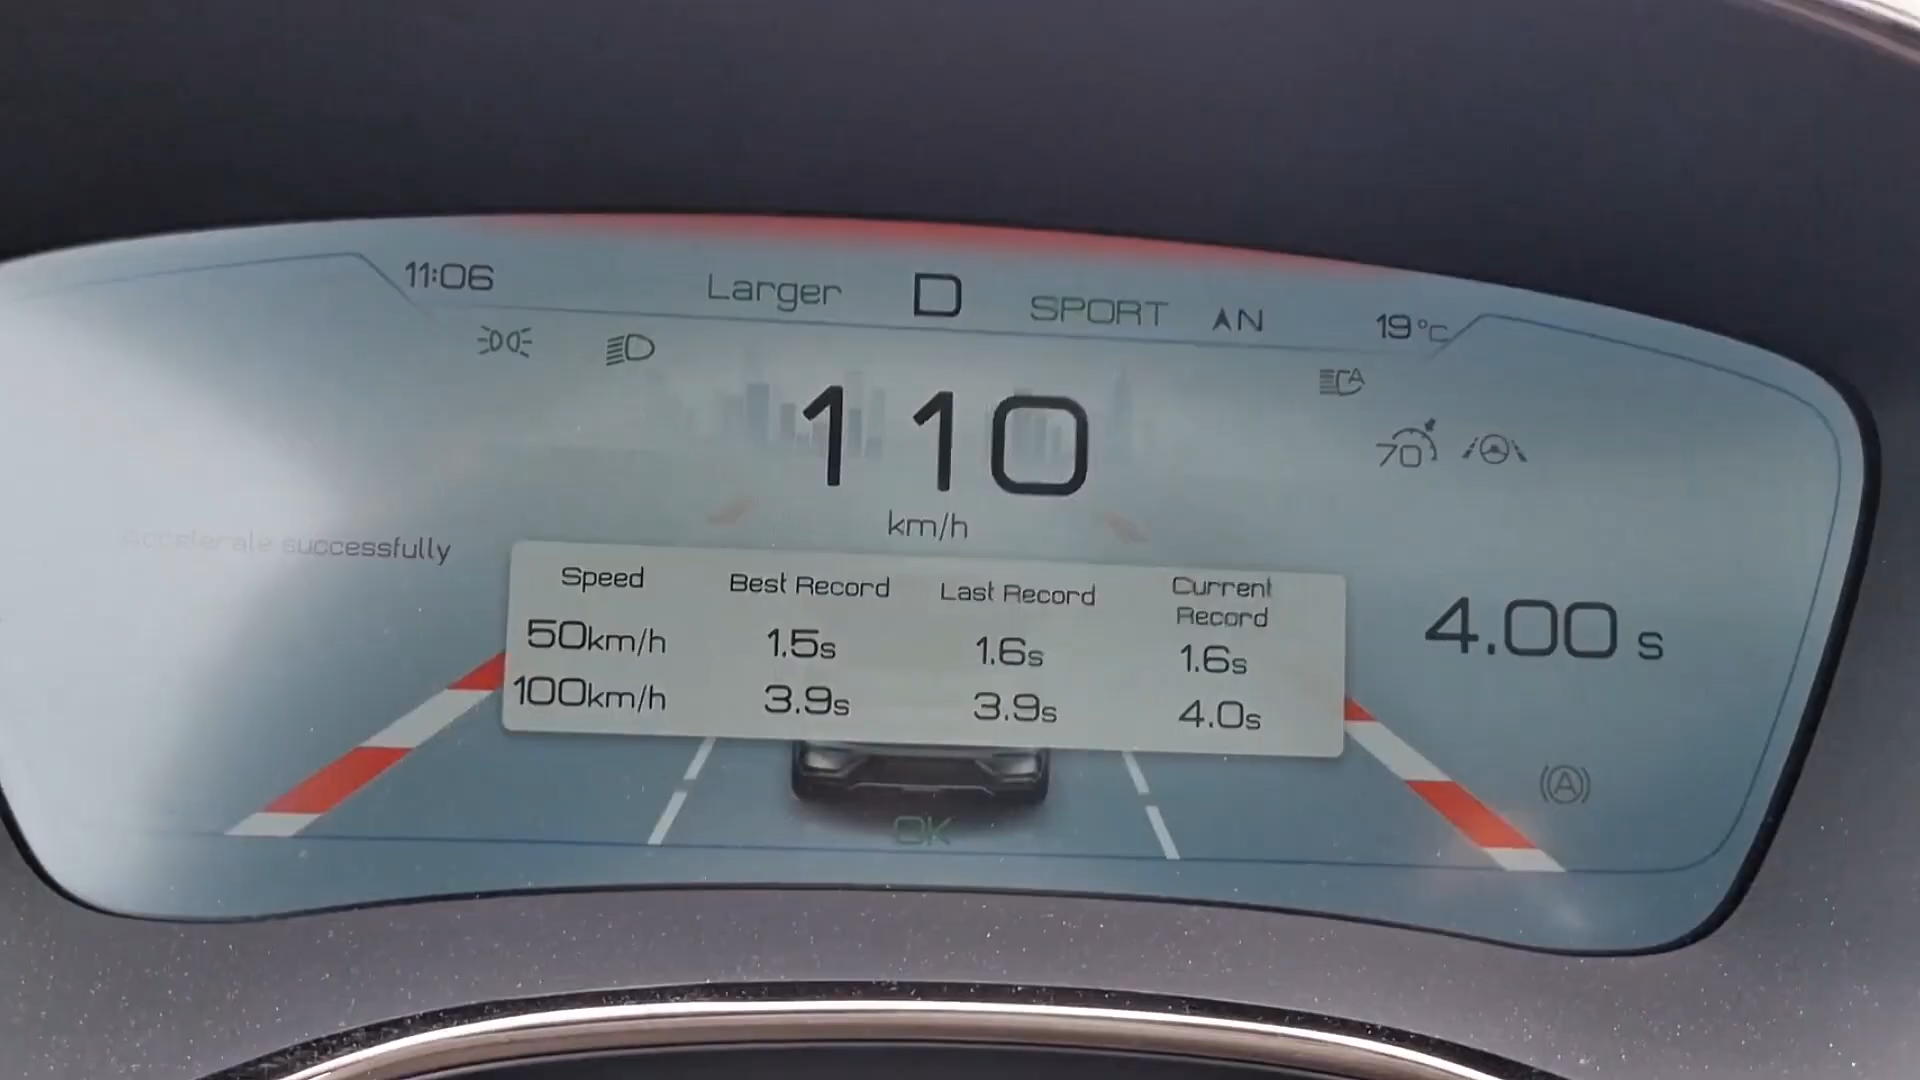 11:06
Larger D SPORT N 19°C
110
km/h
70
Accelerate successfully
Speed Best Record Last Record Current Record
50km/h 1.5s 1.6s 1.6s
100km/h 3.9s 3.9s 4.0s
4.00 s
A
OK